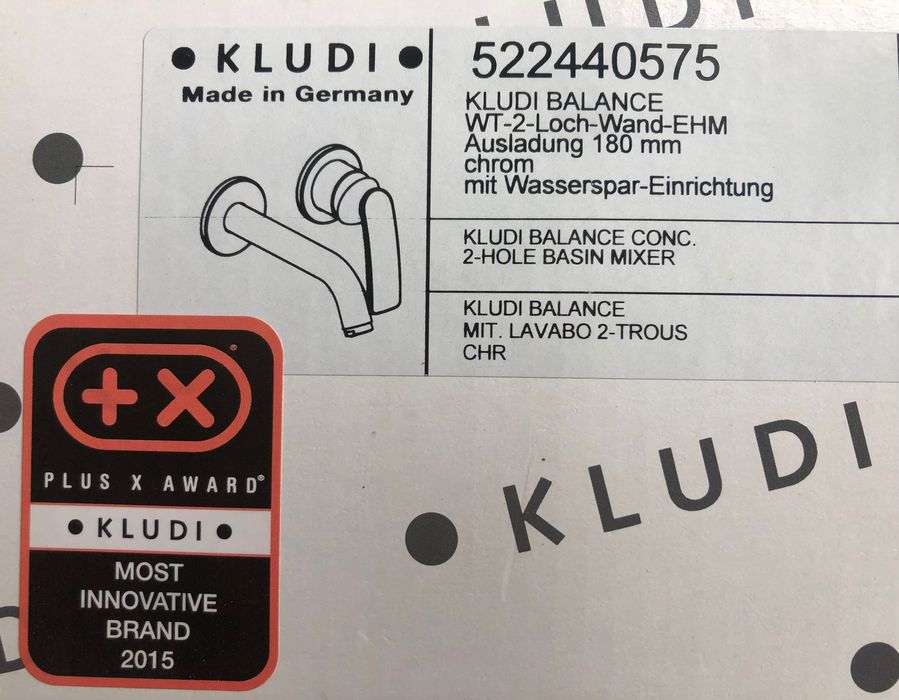 ● KLUDI ●
Made in Germany
522440575
KLUDI BALANCE
WT-2-Loch-Wand-EHM
Ausladung 180 mm
chrom
mit Wasserspar-Einrichtung
KLUDI BALANCE CONC.
2-HOLE BASIN MIXER
KLUDI BALANCE
MIT. LAVABO 2-TROUS
CHR
PLUS X AWARD®
● KLUDI ●
MOST
INNOVATIVE
BRAND
2015
● KLUDI